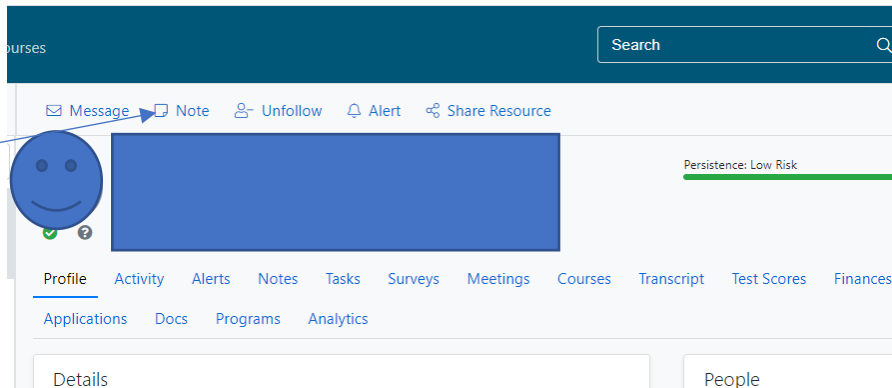 Search
Message Note Unfollow Alert Share Resource
Persistence: Low Risk
Profile Activity Alerts Notes Tasks Surveys Meetings Courses Transcript Test Scores Finances
Applications Docs Programs Analytics
Details People